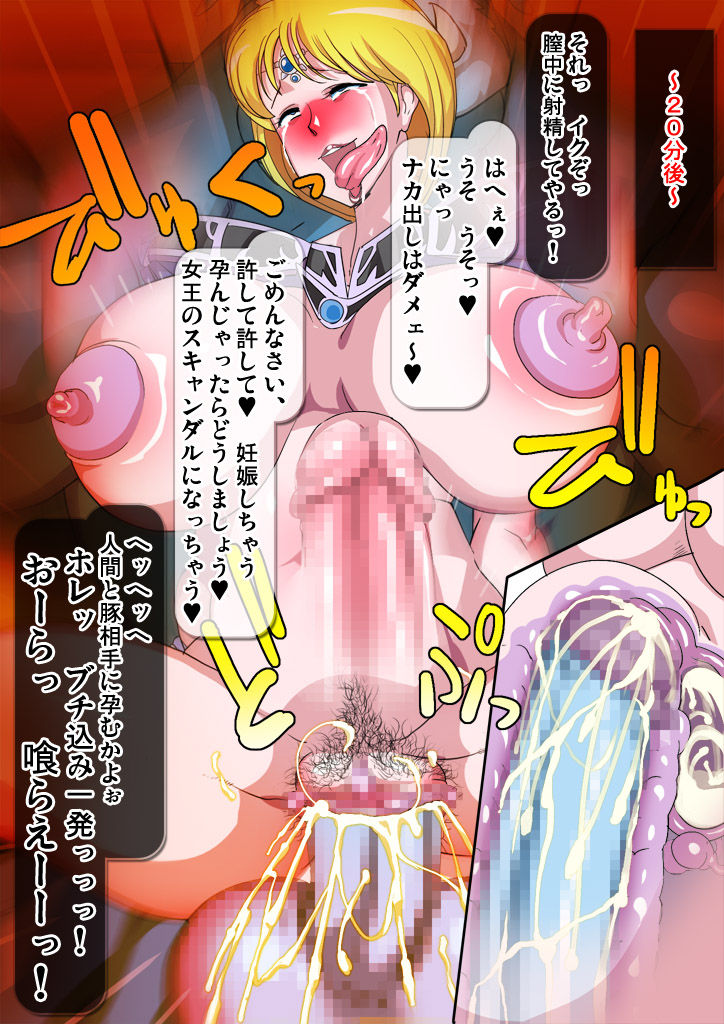 ～２０分後～
それっ　イクぞっ
膣中に射精してやるっ！
はへぇ♥
うそ　うそっ♥
にゃっ
ナカ出しはダメェ～♥
ごめんなさい、
許して許して♥　妊娠しちゃう
孕んじゃったらどうしましょう♥
女王のスキャンダルになっちゃう♥
びゅくっ
びゅっ
どぷっ
ヘッヘッヘ
人間と豚相手に孕むかよぉ
ホレッ　ブチ込み一発っっっ！
おーらっ　喰らえーーーっ！